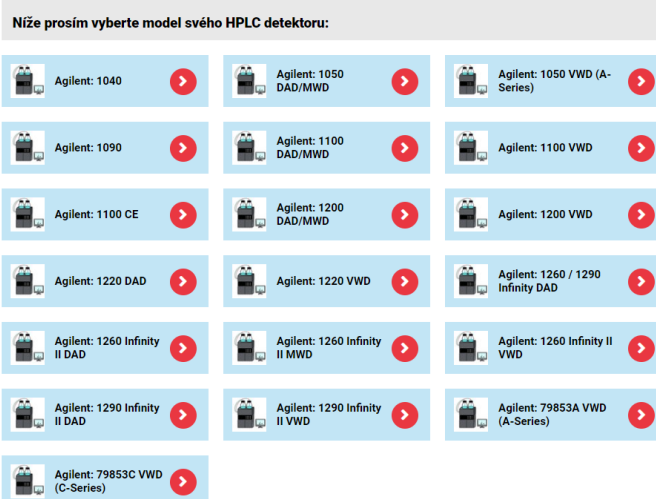 Níže prosím vyberte model svého HPLC detektoru:
Agilent: 1040
Agilent: 1050
DAD/MWD
Agilent: 1050 VWD (A-
Series)
Agilent: 1090
Agilent: 1100
DAD/MWD
Agilent: 1100 VWD
Agilent: 1100 CE
Agilent: 1200
DAD/MWD
Agilent: 1200 VWD
Agilent: 1220 DAD
Agilent: 1220 VWD
Agilent: 1260 / 1290
Infinity DAD
Agilent: 1260 Infinity
II DAD
Agilent: 1260 Infinity
II MWD
Agilent: 1260 Infinity II
VWD
Agilent: 1290 Infinity
II DAD
Agilent: 1290 Infinity
II VWD
Agilent: 79853A VWD
(A-Series)
Agilent: 79853C VWD
(C-Series)